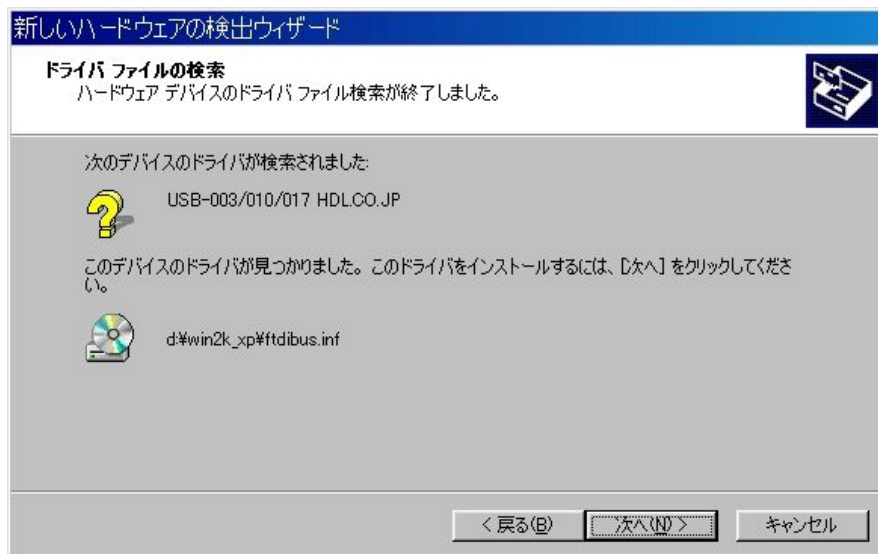 新しいハードウェアの検出ウィザード
ドライバ ファイルの検索
ハードウェア デバイスのドライバ ファイル検索が終了しました。
次のデバイスのドライバが検索されました:
USB-003/010/017 HDL.CO.JP
このデバイスのドライバが見つかりました。このドライバをインストールするには、[次へ] をクリックしてくださ
い。
d:¥win2k_xp¥ftdibus.inf
< 戻る(B) 次へ(N) > キャンセル